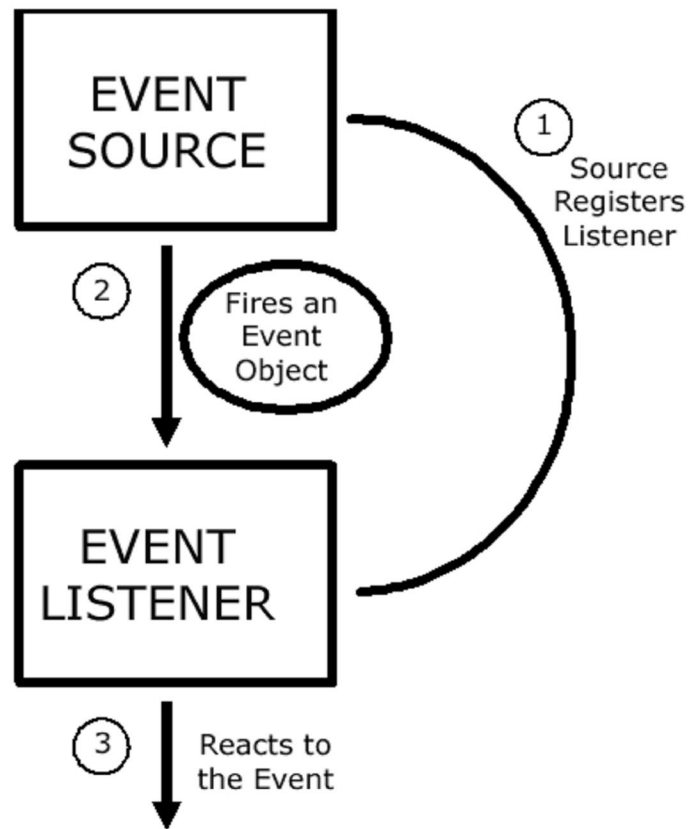 EVENT
SOURCE
1
Source
Registers
Listener
2
Fires an
Event
Object
EVENT
LISTENER
3
Reacts to
the Event